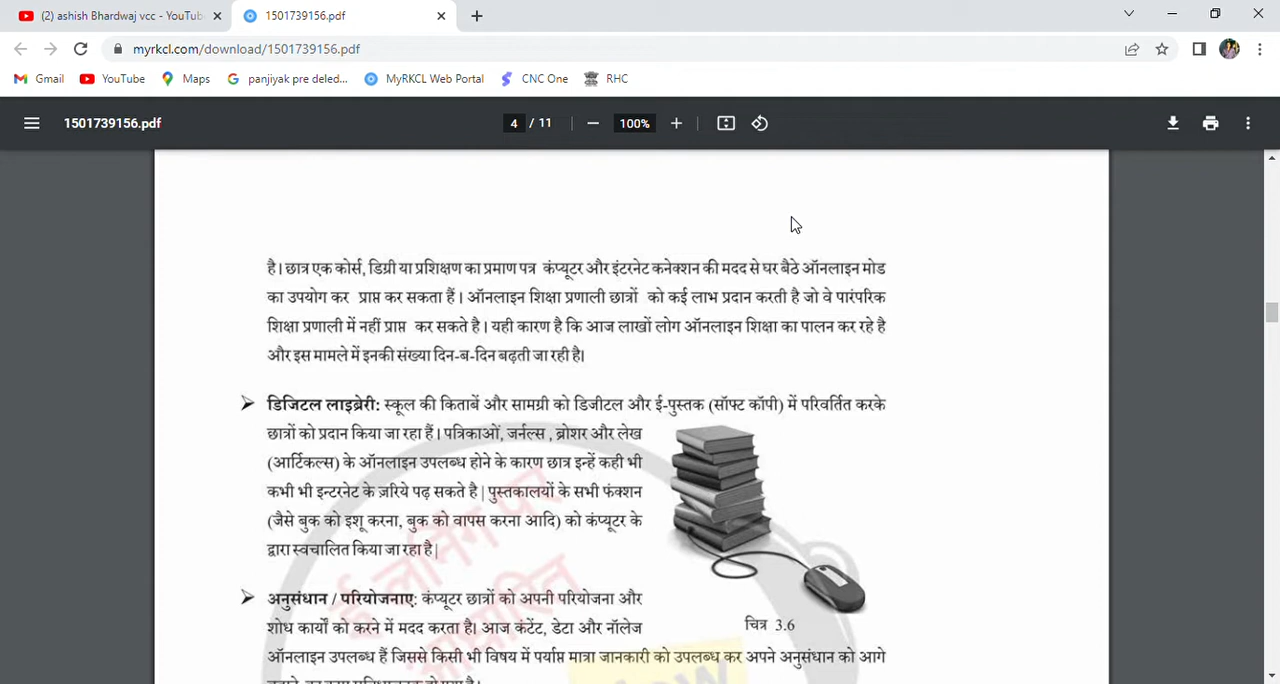 (2) ashish Bhardwaj vcc - YouTub
1501739156.pdf
myrkcl.com/download/1501739156.pdf
Gmail YouTube Maps panjiyak pre deled... MyRKCL Web Portal CNC One RHC
1501739156.pdf 4 / 11 100%
है। छात्र एक कोर्स, डिग्री या प्रशिक्षण का प्रमाण पत्र कंप्यूटर और इंटरनेट कनेक्शन की मदद से घर बैठे ऑनलाइन मोड
का उपयोग कर प्राप्त कर सकता हैं। ऑनलाइन शिक्षा प्रणाली छात्रों को कई लाभ प्रदान करती है जो वे पारंपरिक
शिक्षा प्रणाली में नहीं प्राप्त कर सकते है। यही कारण है कि आज लाखों लोग ऑनलाइन शिक्षा का पालन कर रहे है
और इस मामले में इनकी संख्या दिन-ब-दिन बढ़ती जा रही है।
➤ डिजिटल लाइब्रेरी: स्कूल की किताबें और सामग्री को डिजीटल और ई-पुस्तक (सॉफ्ट कॉपी) में परिवर्तित करके
छात्रों को प्रदान किया जा रहा हैं। पत्रिकाओं, जर्नल्स , ब्रोशर और लेख
(आर्टिकल्स) के ऑनलाइन उपलब्ध होने के कारण छात्र इन्हें कही भी
कभी भी इन्टरनेट के ज़रिये पढ़ सकते है| पुस्तकालयों के सभी फंक्शन
(जैसे बुक को इशू करना, बुक को वापस करना आदि) को कंप्यूटर के
द्वारा स्वचालित किया जा रहा है|
➤ अनुसंधान / परियोजनाए: कंप्यूटर छात्रों को अपनी परियोजना और
शोध कार्यों को करने में मदद करता है। आज कंटेंट, डेटा और नॉलेज
चित्र 3.6
ऑनलाइन उपलब्ध हैं जिससे किसी भी विषय में पर्याप्त मात्रा जानकारी को उपलब्ध कर अपने अनुसंधान को आगे
ई लर्निंग पर